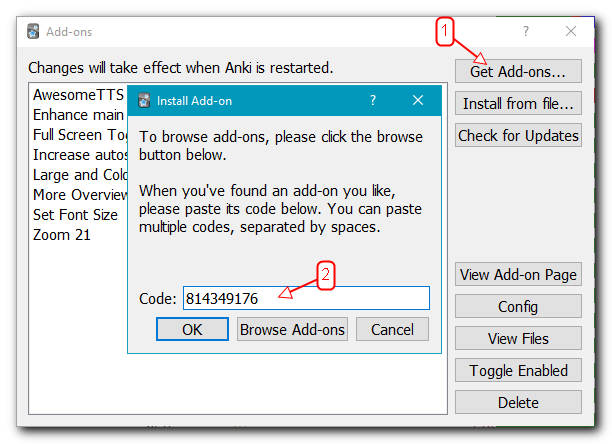 Add-ons
1
Changes will take effect when Anki is restarted.
Get Add-ons...
Install from file...
Check for Updates
AwesomeTTS
Enhance main
Full Screen Tog
Increase autos
Large and Colo
More Overview
Set Font Size
Zoom 21
Install Add-on
To browse add-ons, please click the browse
button below.
When you've found an add-on you like,
please paste its code below. You can paste
multiple codes, separated by spaces.
2
Code: 814349176
OK
Browse Add-ons
Cancel
View Add-on Page
Config
View Files
Toggle Enabled
Delete